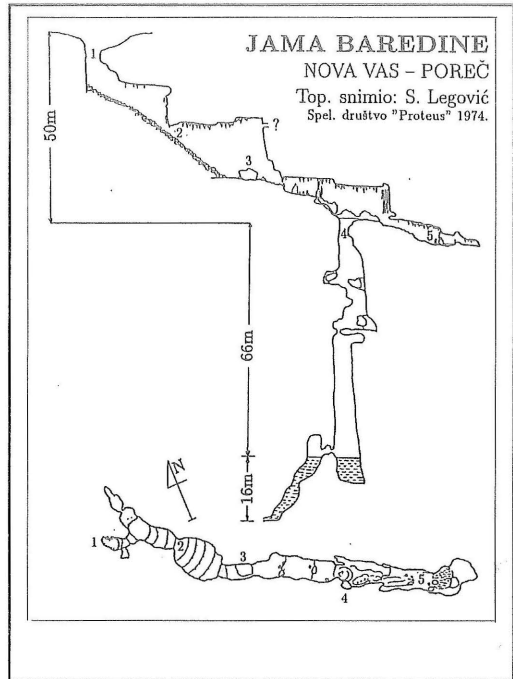 JAMA BAREDINE
NOVA VAS – POREČ
Top. snimio: S. Legović
Spel. društvo "Proteus" 1974.
1
50m
2
?
3
4
5
66m
16m
N
1
2
3
4
5